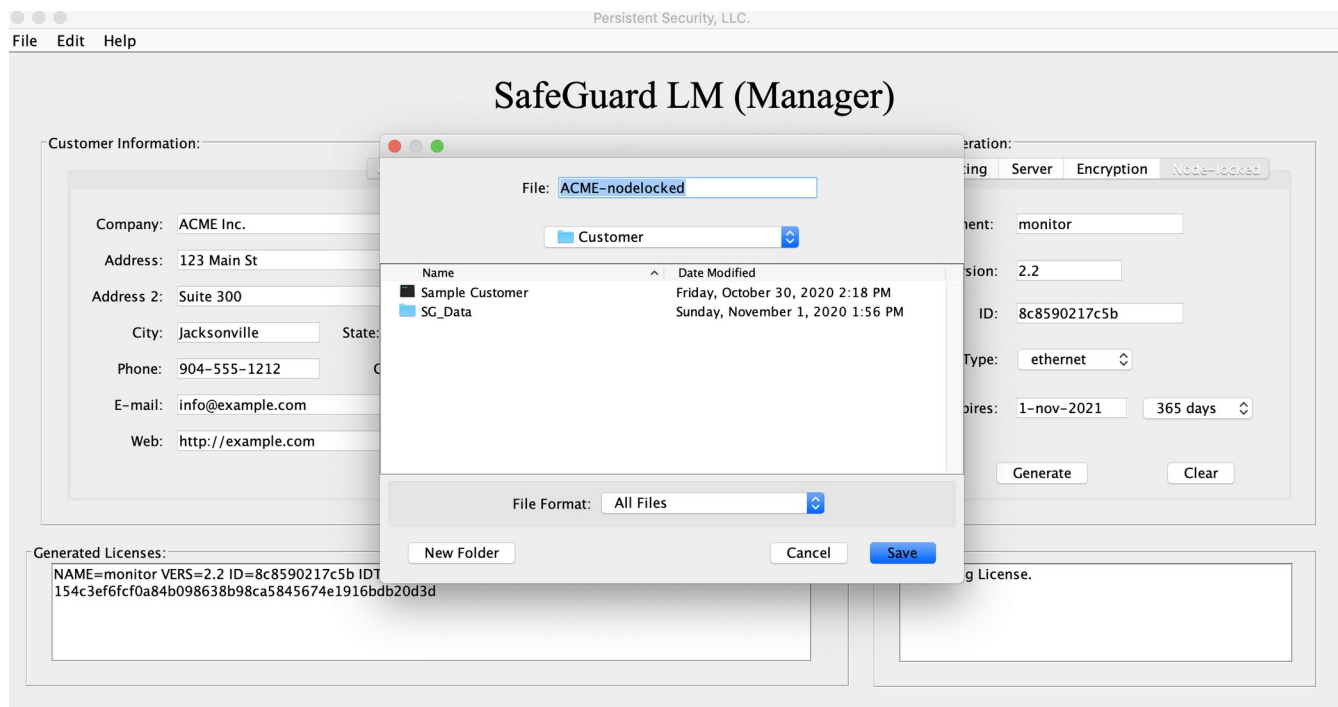 Persistent Security, LLC.
File Edit Help
SafeGuard LM (Manager)
Customer Information:
Company: ACME Inc.
Address: 123 Main St
Address 2: Suite 300
City: Jacksonville State:
Phone: 904-555-1212
E-mail: info@example.com
Web: http://example.com
File: ACME-nodelocked
Customer
Name Date Modified
Sample Customer Friday, October 30, 2020 2:18 PM
SG_Data Sunday, November 1, 2020 1:56 PM
File Format: All Files
New Folder Cancel Save
eration:
ting Server Encryption Node-locked
nent: monitor
rsion: 2.2
ID: 8c8590217c5b
Type: ethernet
pires: 1-nov-2021 365 days
Generate Clear
Generated Licenses:
NAME=monitor VERS=2.2 ID=8c8590217c5b IDT
154c3ef6fcf0a84b098638b98ca5845674e1916bdb20d3d
g License.